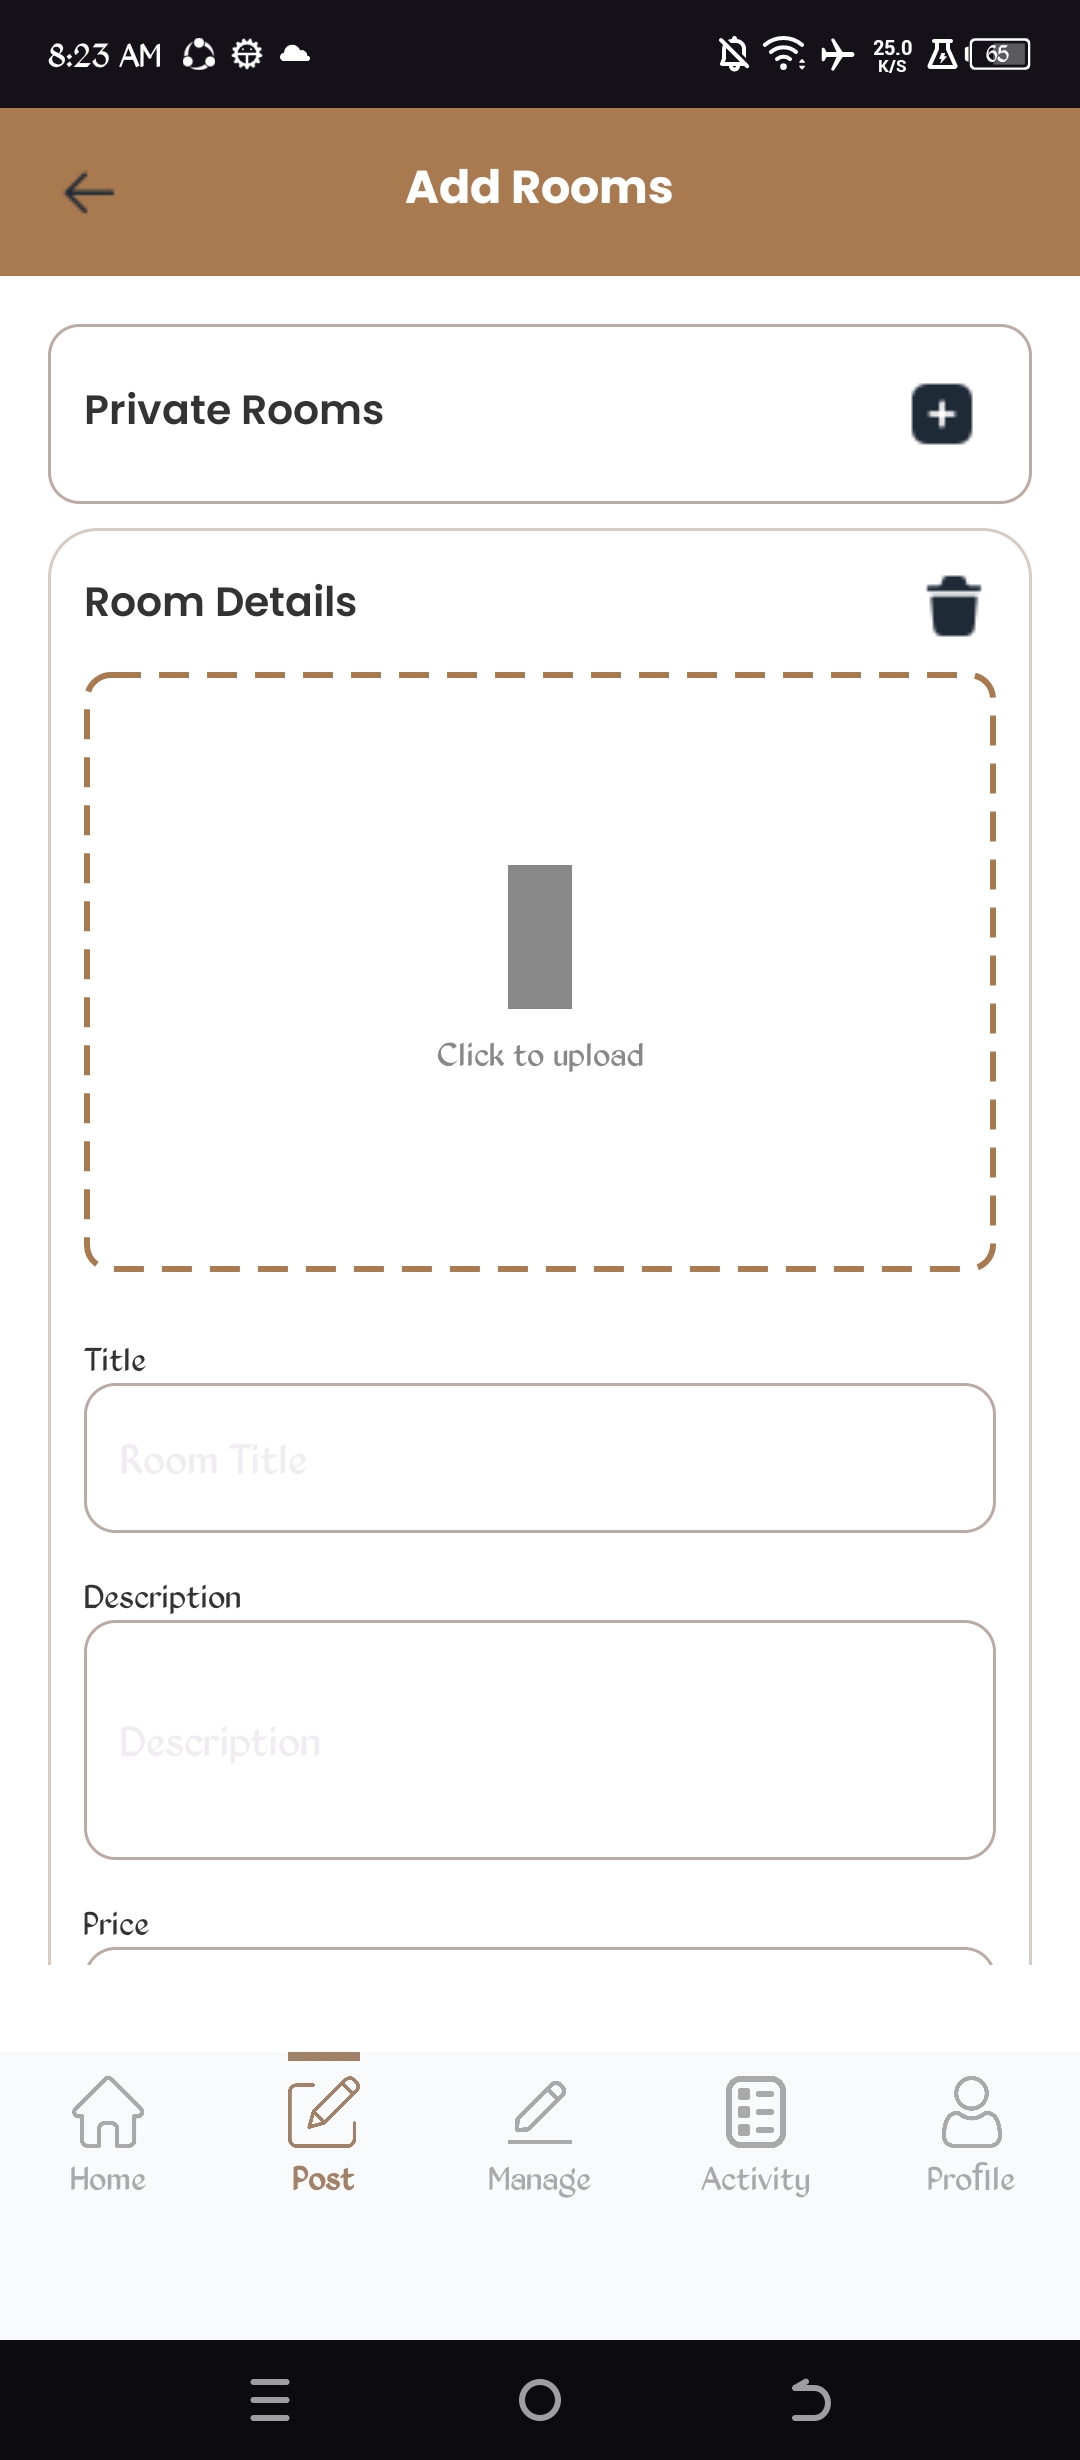 8:23 AM
25.0
K/S
65
Add Rooms
Private Rooms
Room Details
Click to upload
Title
Room Title
Description
Description
Price
Home
Post
Manage
Activity
Profile